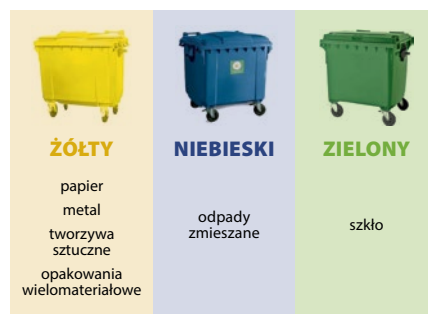 ŻÓŁTY
papier
metal
tworzywa
sztuczne
opakowania
wielomateriałowe
NIEBIESKI
odpady
zmieszane
ZIELONY
szkło